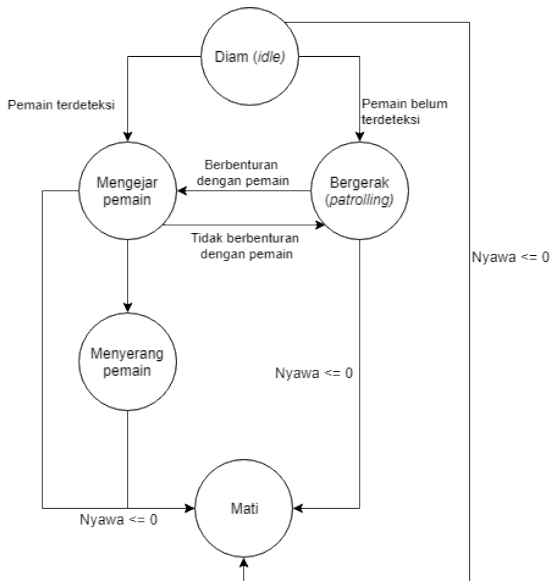 Diam (idle)
Pemain terdeteksi
Pemain belum
terdeteksi
Mengejar
pemain
Berbenturan
dengan pemain
Bergerak
(patrolling)
Tidak berbenturan
dengan pemain
Nyawa <= 0
Menyerang
pemain
Nyawa <= 0
Mati
Nyawa <= 0